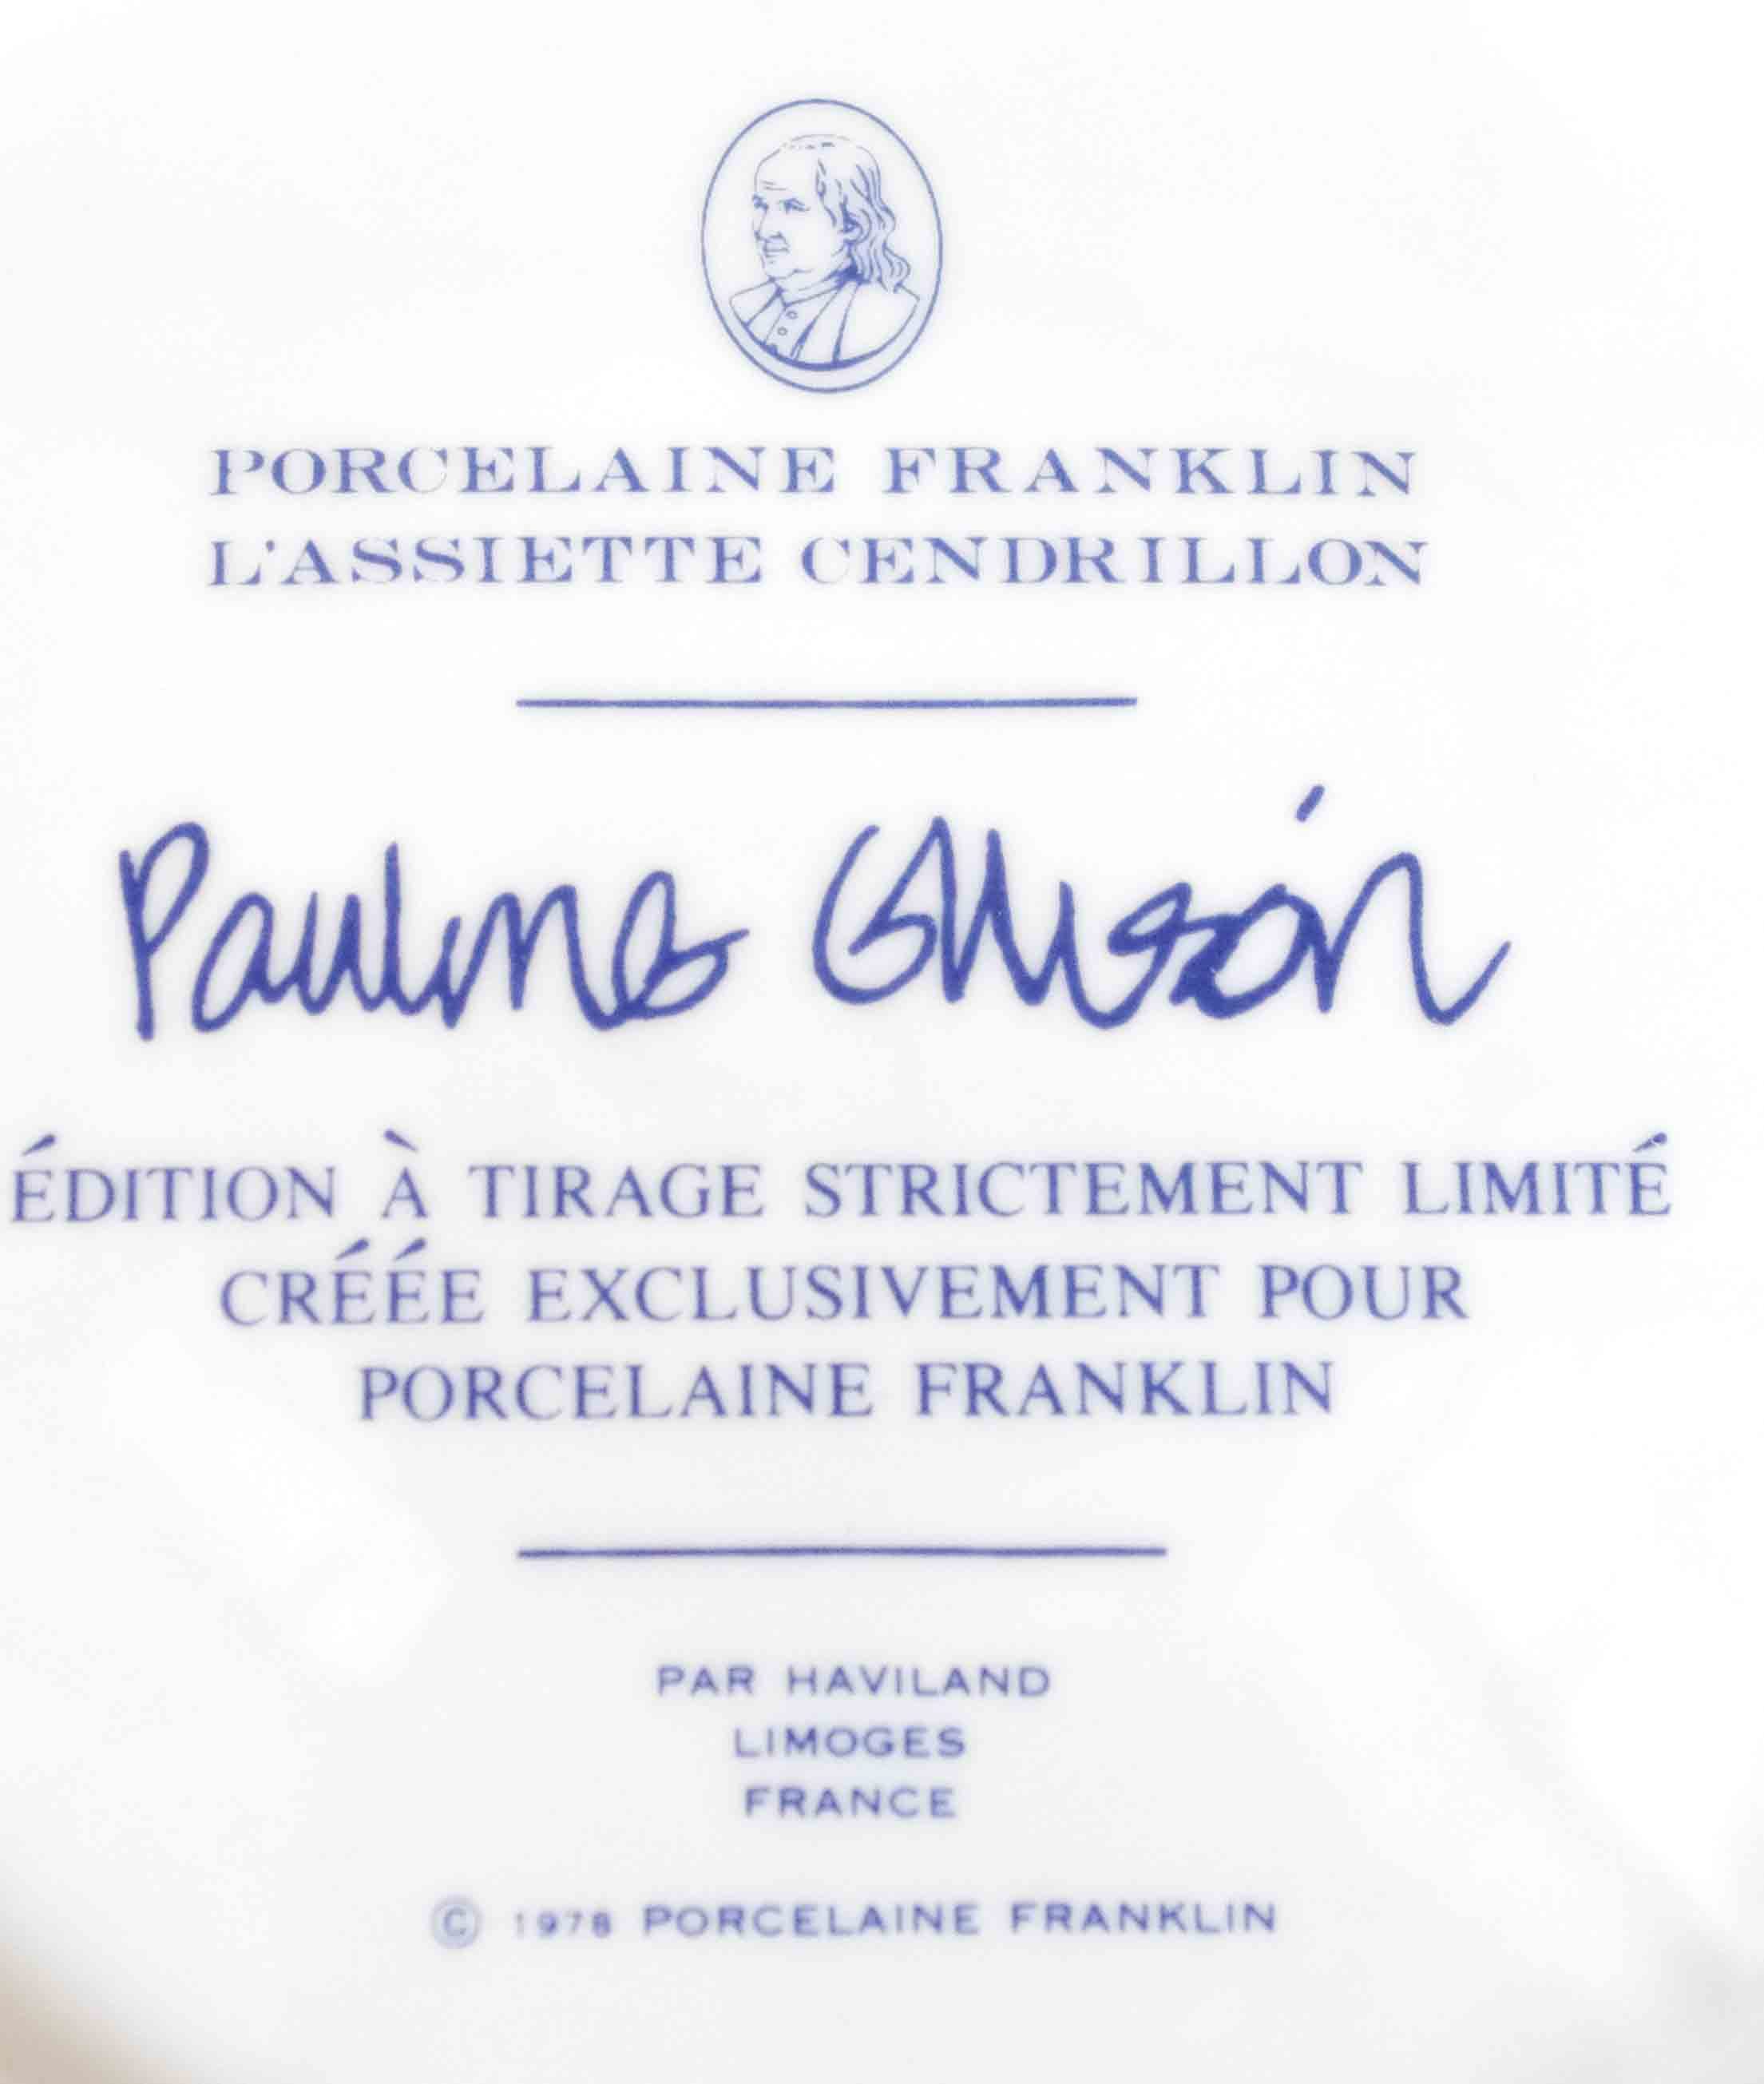 PORCELAINE FRANKLIN
L'ASSIETTE CENDRILLON
Pauline Ellison
ÉDITION À TIRAGE STRICTEMENT LIMITÉ
CRÉÉE EXCLUSIVEMENT POUR
PORCELAINE FRANKLIN
PAR HAVILAND
LIMOGES
FRANCE
© 1978 PORCELAINE FRANKLIN